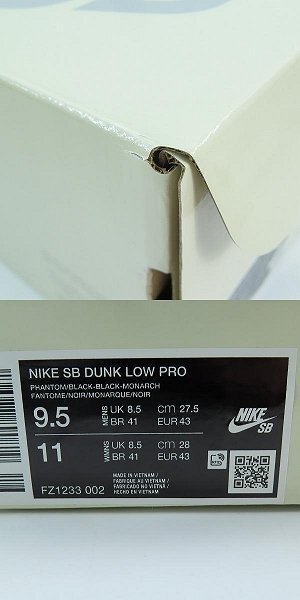 NIKE SB DUNK LOW PRO
PHANTOM/BLACK-BLACK-MONARCH
FANTOME/NOIR/MONARQUE/NOIR
9.5 MENS UK 8.5 cm 27.5
BR 41 EUR 43
11 WMNS UK 8.5 cm 28
BR 41 EUR 43
NIKE
SB
MADE IN VIETNAM /
FABRIQUE AU VIETNAM /
FABRICADO NO VIETNÃ /
HECHO EN VIETNAM
FZ1233 002